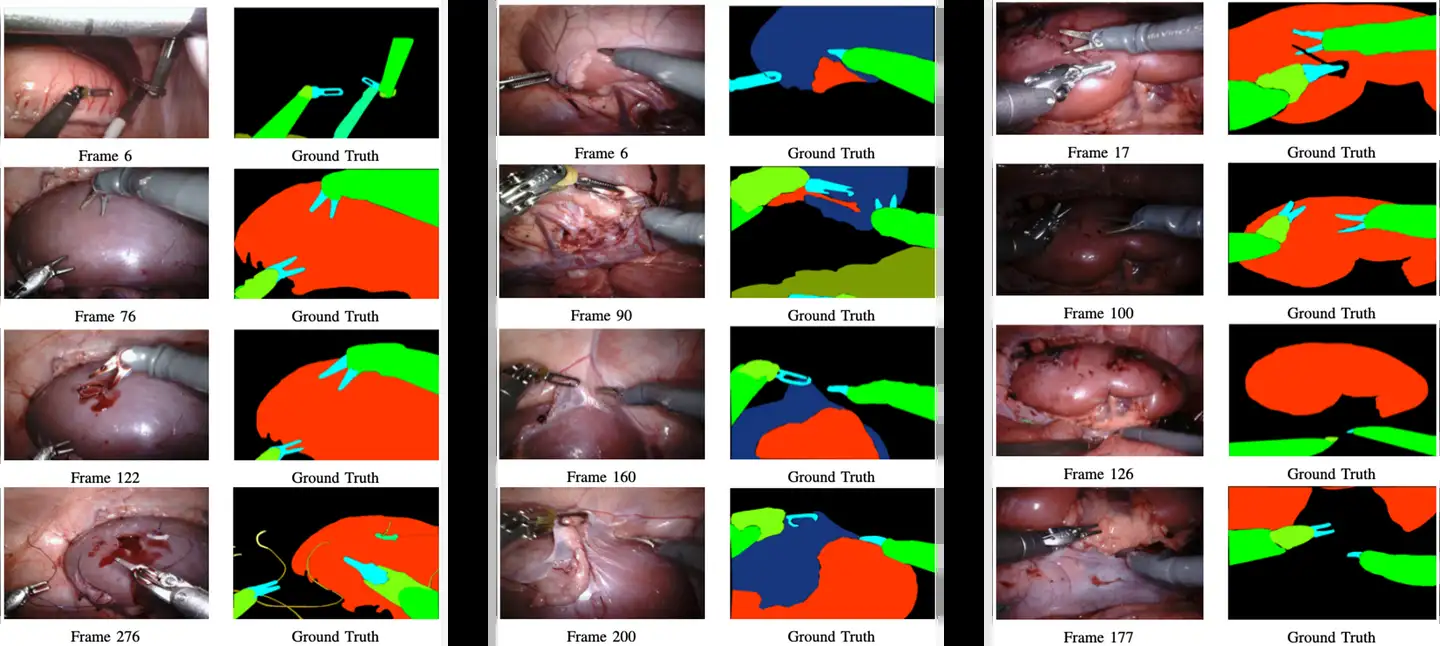 Frame 6 Ground Truth
Frame 76 Ground Truth
Frame 122 Ground Truth
Frame 276 Ground Truth
Frame 6 Ground Truth
Frame 90 Ground Truth
Frame 160 Ground Truth
Frame 200 Ground Truth
Frame 17 Ground Truth
Frame 100 Ground Truth
Frame 126 Ground Truth
Frame 177 Ground Truth